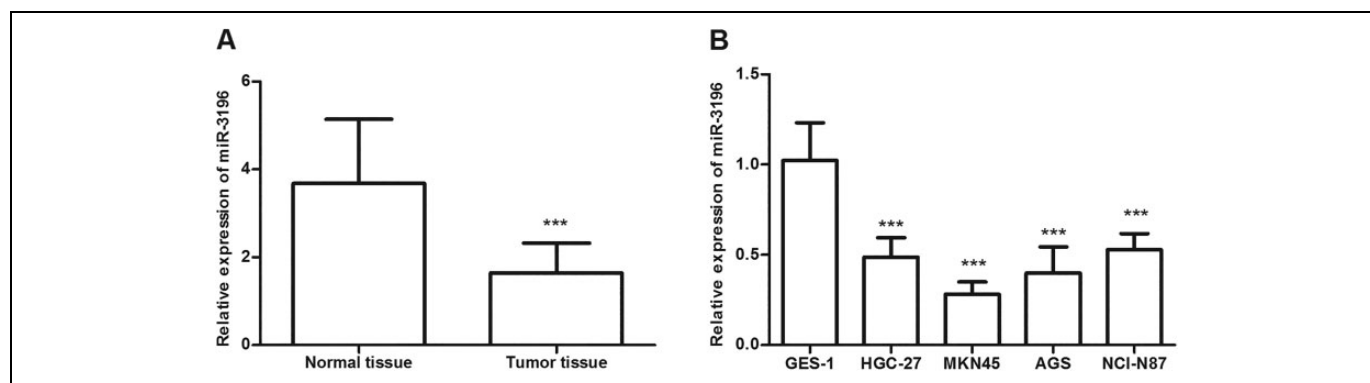 A
Relative expression of miR-3196
6
4
2
0
***
Normal tissue
Tumor tissue
B
Relative expression of miR-3196
1.5
1.0
0.5
0.0
***
***
***
***
GES-1
HGC-27
MKN45
AGS
NCI-N87